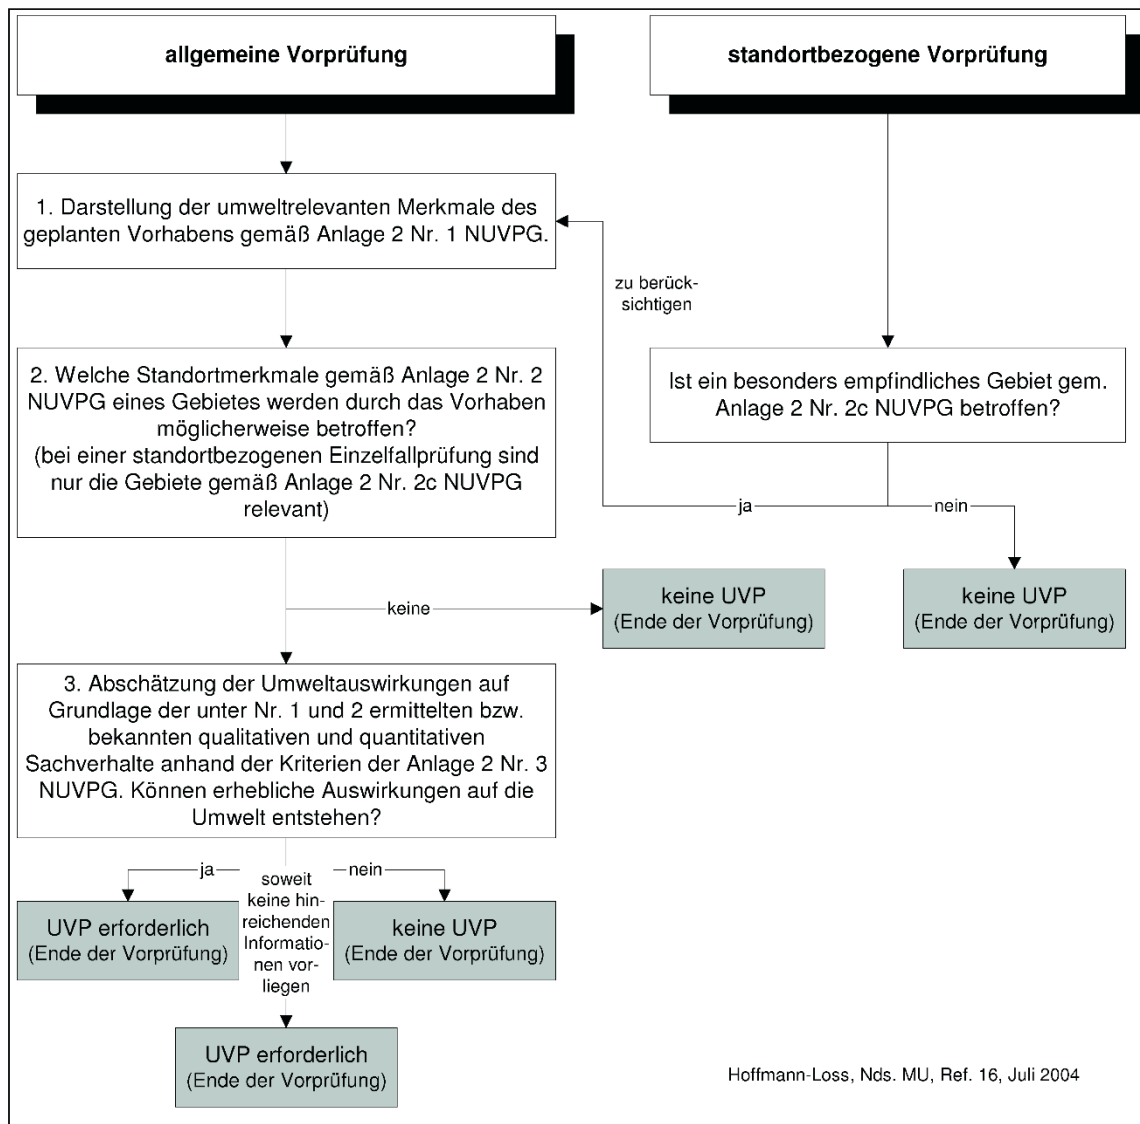 allgemeine Vorprüfung
standortbezogene Vorprüfung
1. Darstellung der umweltrelevanten Merkmale des
geplanten Vorhabens gemäß Anlage 2 Nr. 1 NUVPG.
zu berück-
sichtigen
2. Welche Standortmerkmale gemäß Anlage 2 Nr. 2
NUVPG eines Gebietes werden durch das Vorhaben
möglicherweise betroffen?
(bei einer standortbezogenen Einzelfallprüfung sind
nur die Gebiete gemäß Anlage 2 Nr. 2c NUVPG
relevant)
Ist ein besonders empfindliches Gebiet gem.
Anlage 2 Nr. 2c NUVPG betroffen?
ja
nein
keine
keine UVP
(Ende der Vorprüfung)
keine UVP
(Ende der Vorprüfung)
3. Abschätzung der Umweltauswirkungen auf
Grundlage der unter Nr. 1 und 2 ermittelten bzw.
bekannten qualitativen und quantitativen
Sachverhalte anhand der Kriterien der Anlage 2 Nr. 3
NUVPG. Können erhebliche Auswirkungen auf die
Umwelt entstehen?
ja
nein
soweit
keine hin-
reichenden
Informatio-
nen vor-
liegen
UVP erforderlich
(Ende der Vorprüfung)
keine UVP
(Ende der Vorprüfung)
UVP erforderlich
(Ende der Vorprüfung)
Hoffmann-Loss, Nds. MU, Ref. 16, Juli 2004